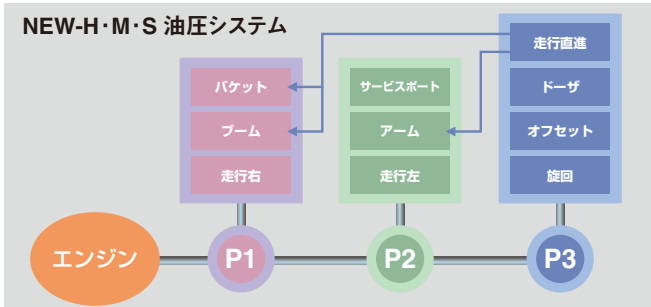 NEW-H・M・S 油圧システム
バケット
ブーム
走行右
サービスポート
アーム
走行左
走行直進
ドーザ
オフセット
旋回
エンジン
P1
P2
P3